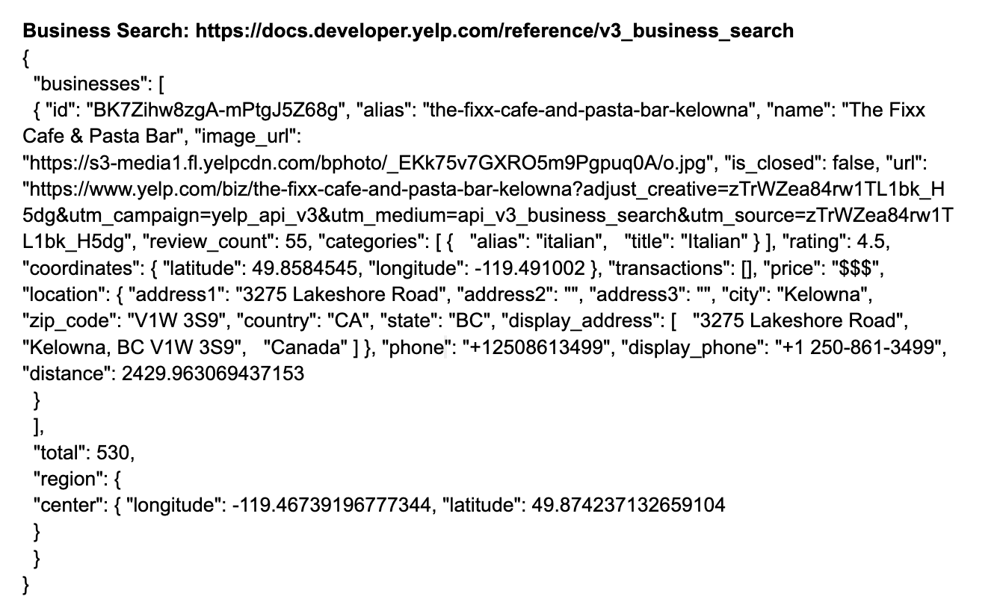 Business Search: https://docs.developer.yelp.com/reference/v3_business_search
{
"businesses": [
{ "id": "BK7Zihw8zgA-mPtgJ5Z68g", "alias": "the-fixx-cafe-and-pasta-bar-kelowna", "name": "The Fixx
Cafe & Pasta Bar", "image_url":
"https://s3-media1.fl.yelpcdn.com/bphoto/_EKk75v7GXRO5m9Pgpuq0A/o.jpg", "is_closed": false, "url":
"https://www.yelp.com/biz/the-fixx-cafe-and-pasta-bar-kelowna?adjust_creative=zTrWZea84rw1TL1bk_H
5dg&utm_campaign=yelp_api_v3&utm_medium=api_v3_business_search&utm_source=zTrWZea84rw1T
L1bk_H5dg", "review_count": 55, "categories": [ {   "alias": "italian",   "title": "Italian" } ], "rating": 4.5,
"coordinates": { "latitude": 49.8584545, "longitude": -119.491002 }, "transactions": [], "price": "$$$",
"location": { "address1": "3275 Lakeshore Road", "address2": "", "address3": "", "city": "Kelowna",
"zip_code": "V1W 3S9", "country": "CA", "state": "BC", "display_address": [   "3275 Lakeshore Road",
"Kelowna, BC V1W 3S9",   "Canada" ] }, "phone": "+12508613499", "display_phone": "+1 250-861-3499",
"distance": 2429.963069437153
}
],
"total": 530,
"region": {
"center": { "longitude": -119.46739196777344, "latitude": 49.874237132659104
}
}
}